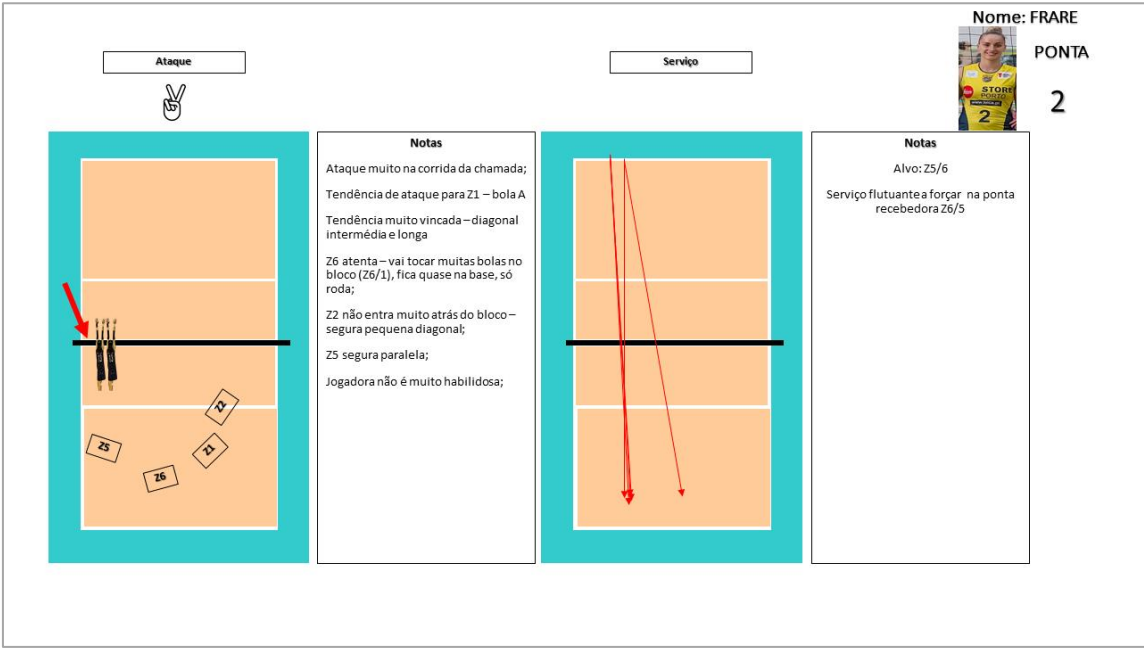 Nome: FRARE
PONTA
2
Ataque
Serviço
Notas
Ataque muito na corrida da chamada;
Tendência de ataque para Z1 – bola A
Tendência muito vincada – diagonal
intermédia e longa
Z6 atenta – vai tocar muitas bolas no
bloco (Z6/1), fica quase na base, só
roda;
Z2 não entra muito atrás do bloco –
segura pequena diagonal;
Z5 segura paralela;
Jogadora não é muito habilidosa;
Z2
Z5
Z1
Z6
Notas
Alvo: Z5/6
Serviço flutuante a forçar na ponta
recebedora Z6/5
STORE
PORTO
2